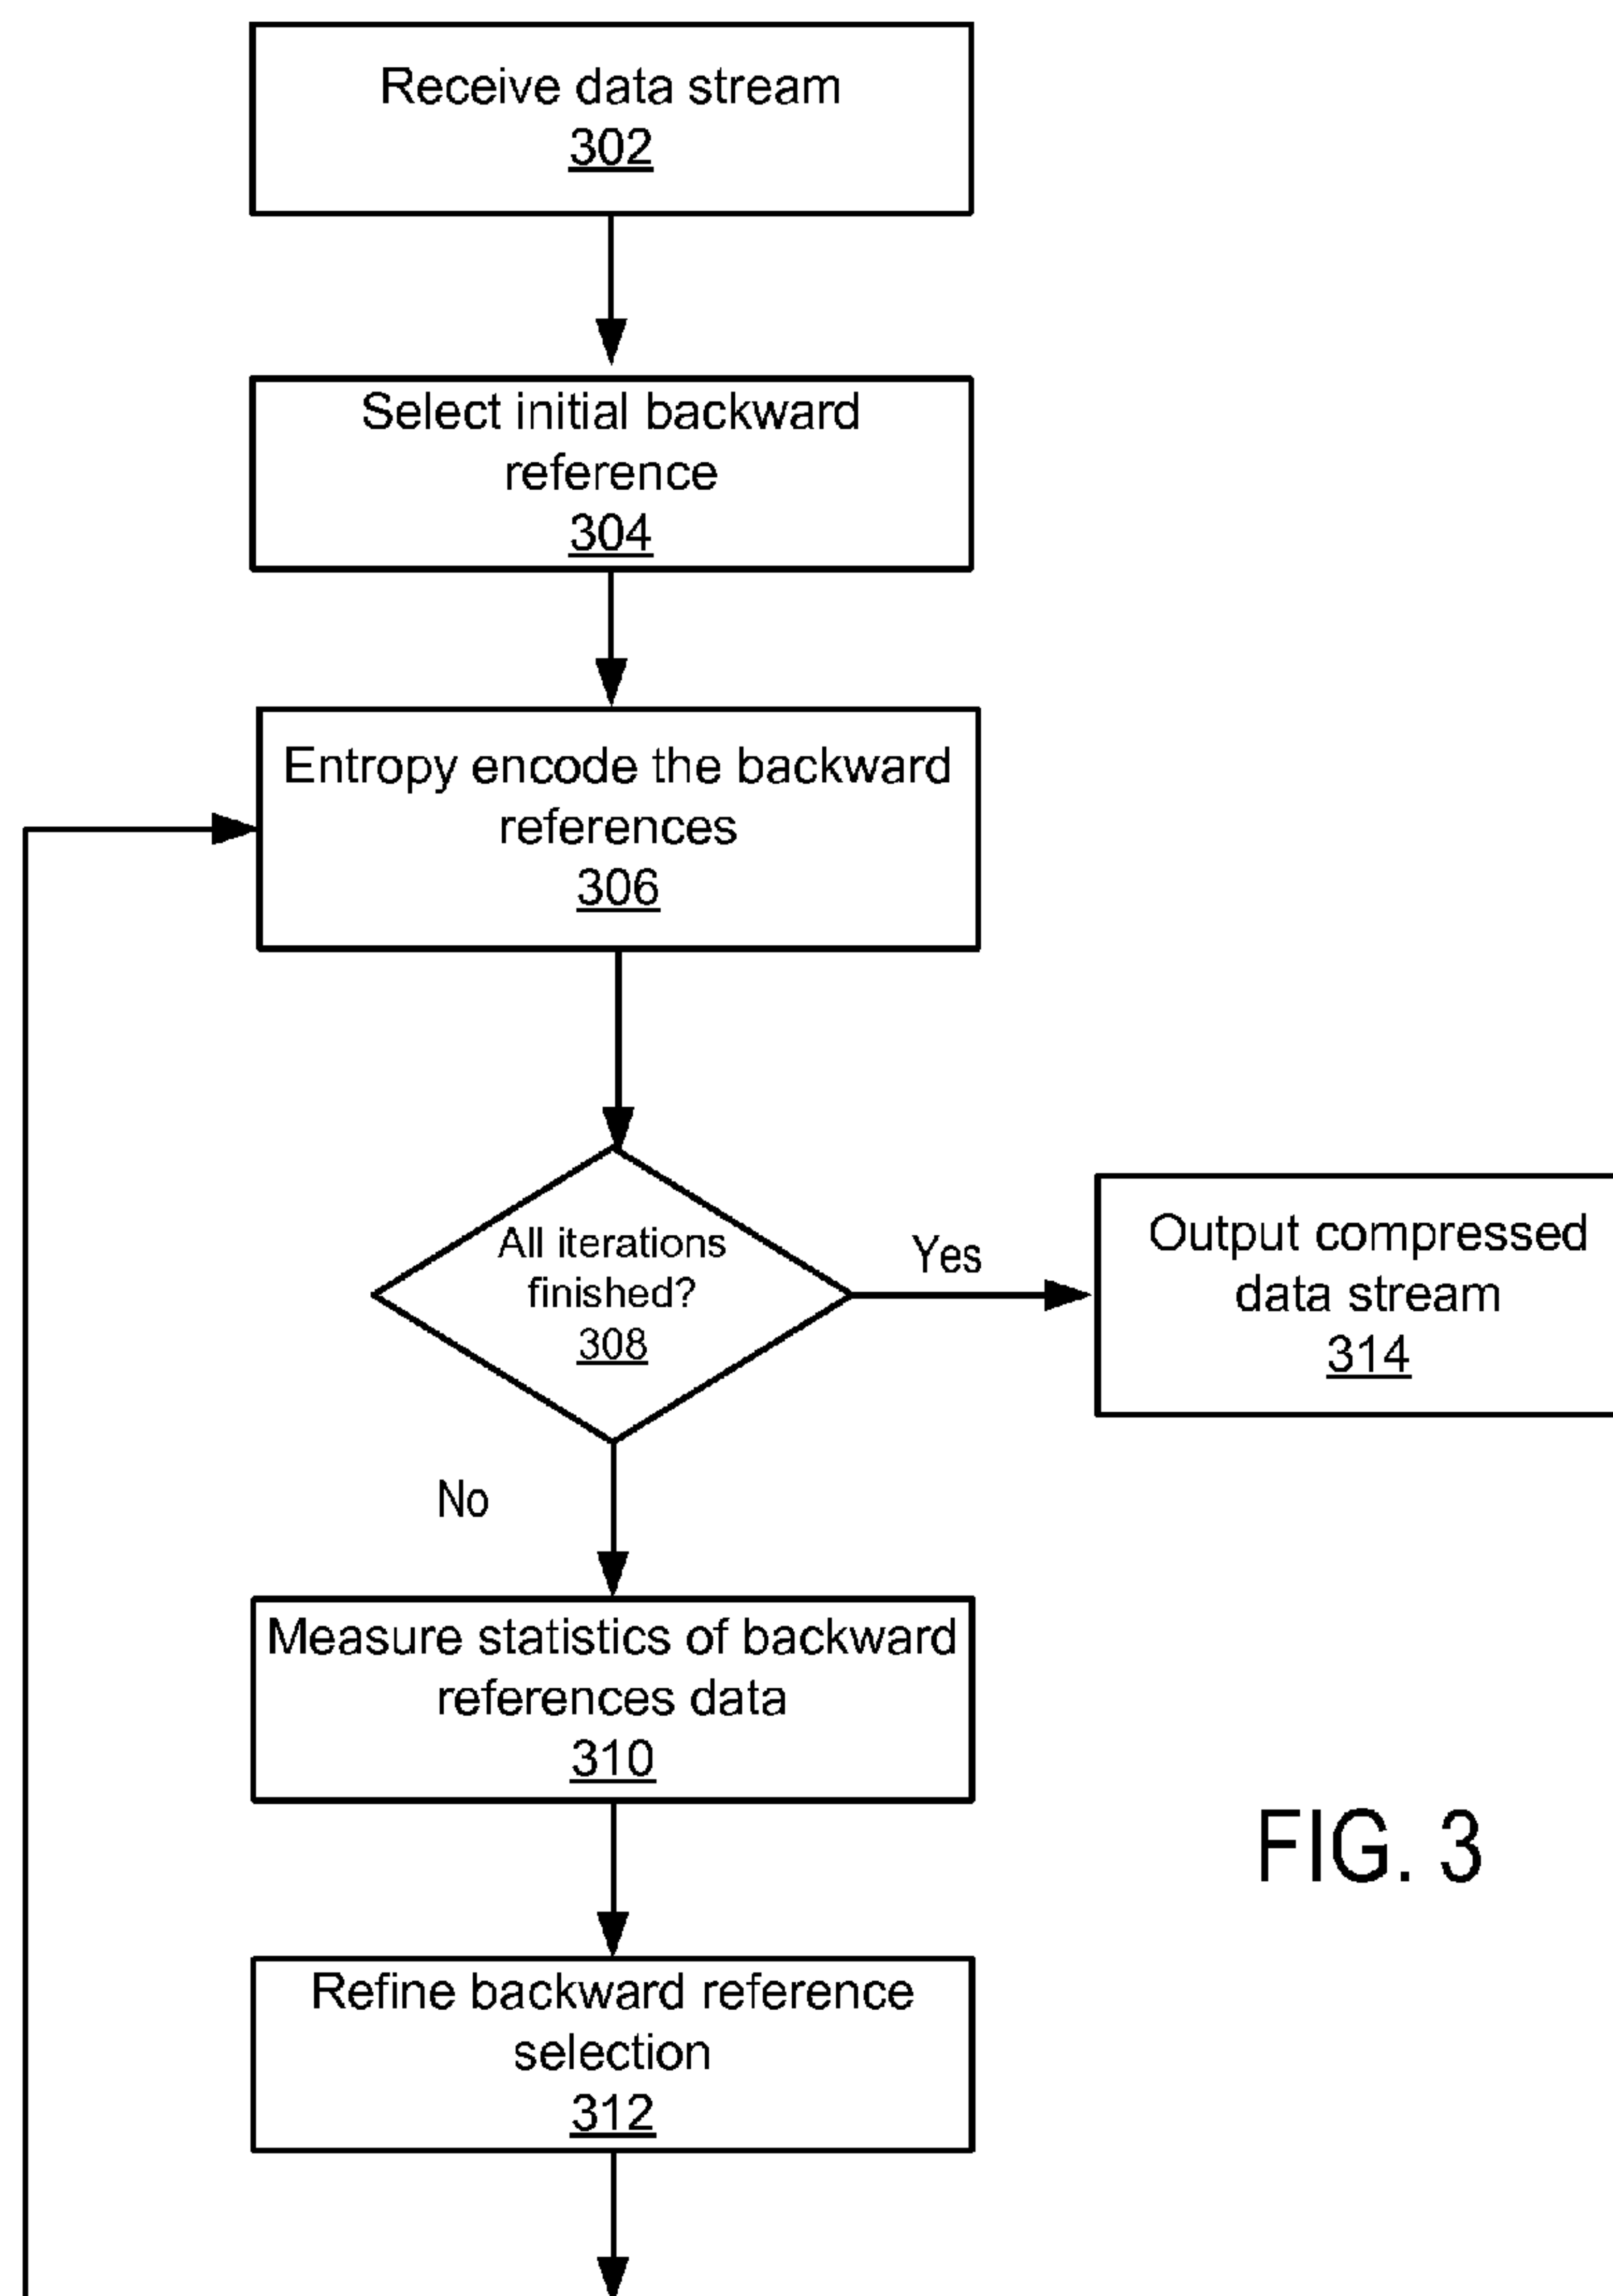 Receive data stream
302
Select initial backward
reference
304
Entropy encode the backward
references
306
All iterations
finished?
308
Yes
Output compressed
data stream
314
No
Measure statistics of backward
references data
310
Refine backward reference
selection
312
FIG. 3